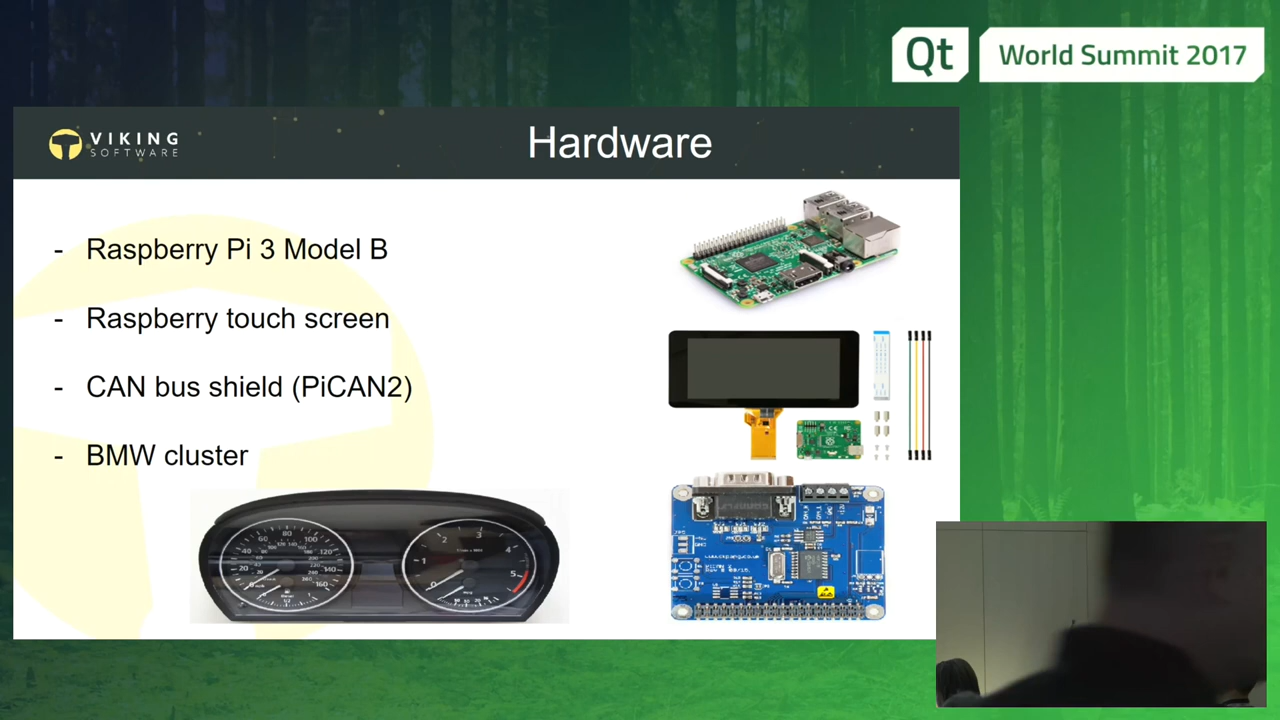 Qt World Summit 2017
VIKING
SOFTWARE
Hardware
- Raspberry Pi 3 Model B
- Raspberry touch screen
- CAN bus shield (PiCAN2)
- BMW cluster